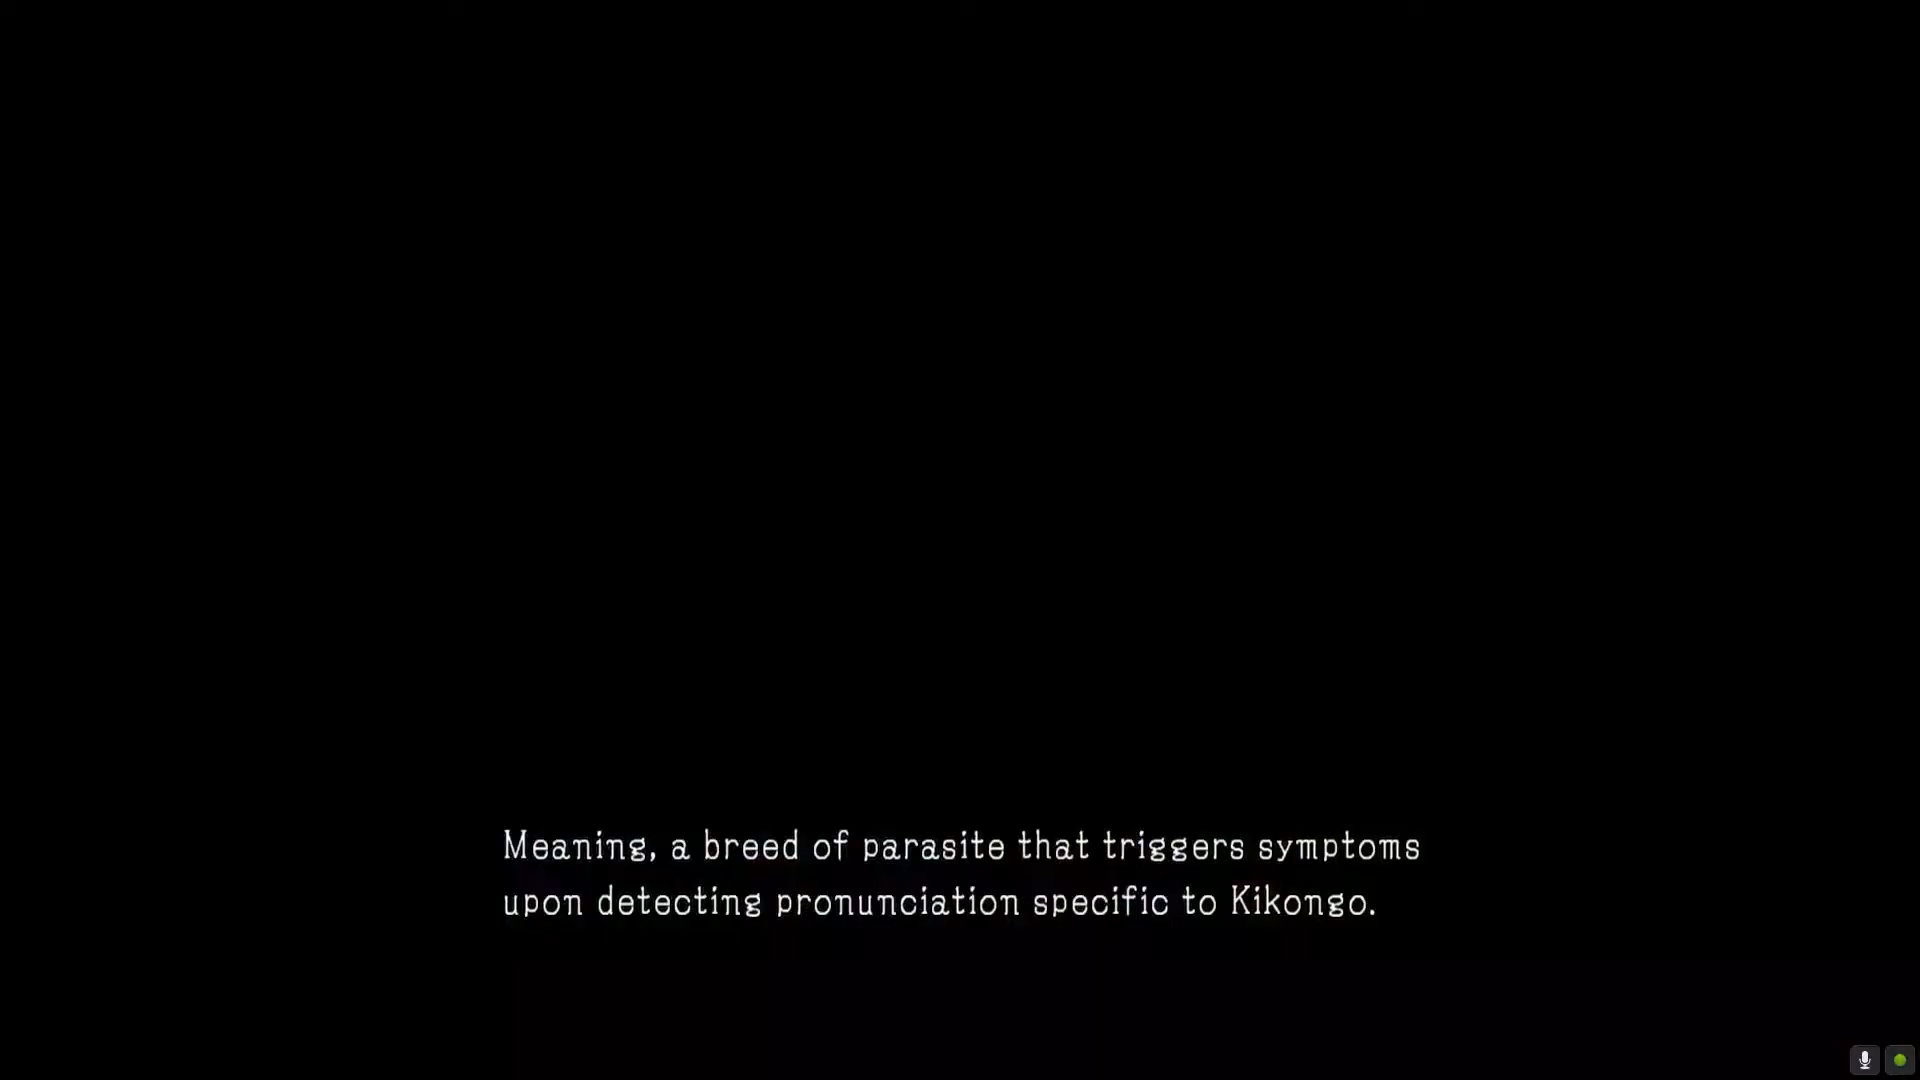 Meaning, a breed of parasite that triggers symptoms
upon detecting pronunciation specific to Kikongo.